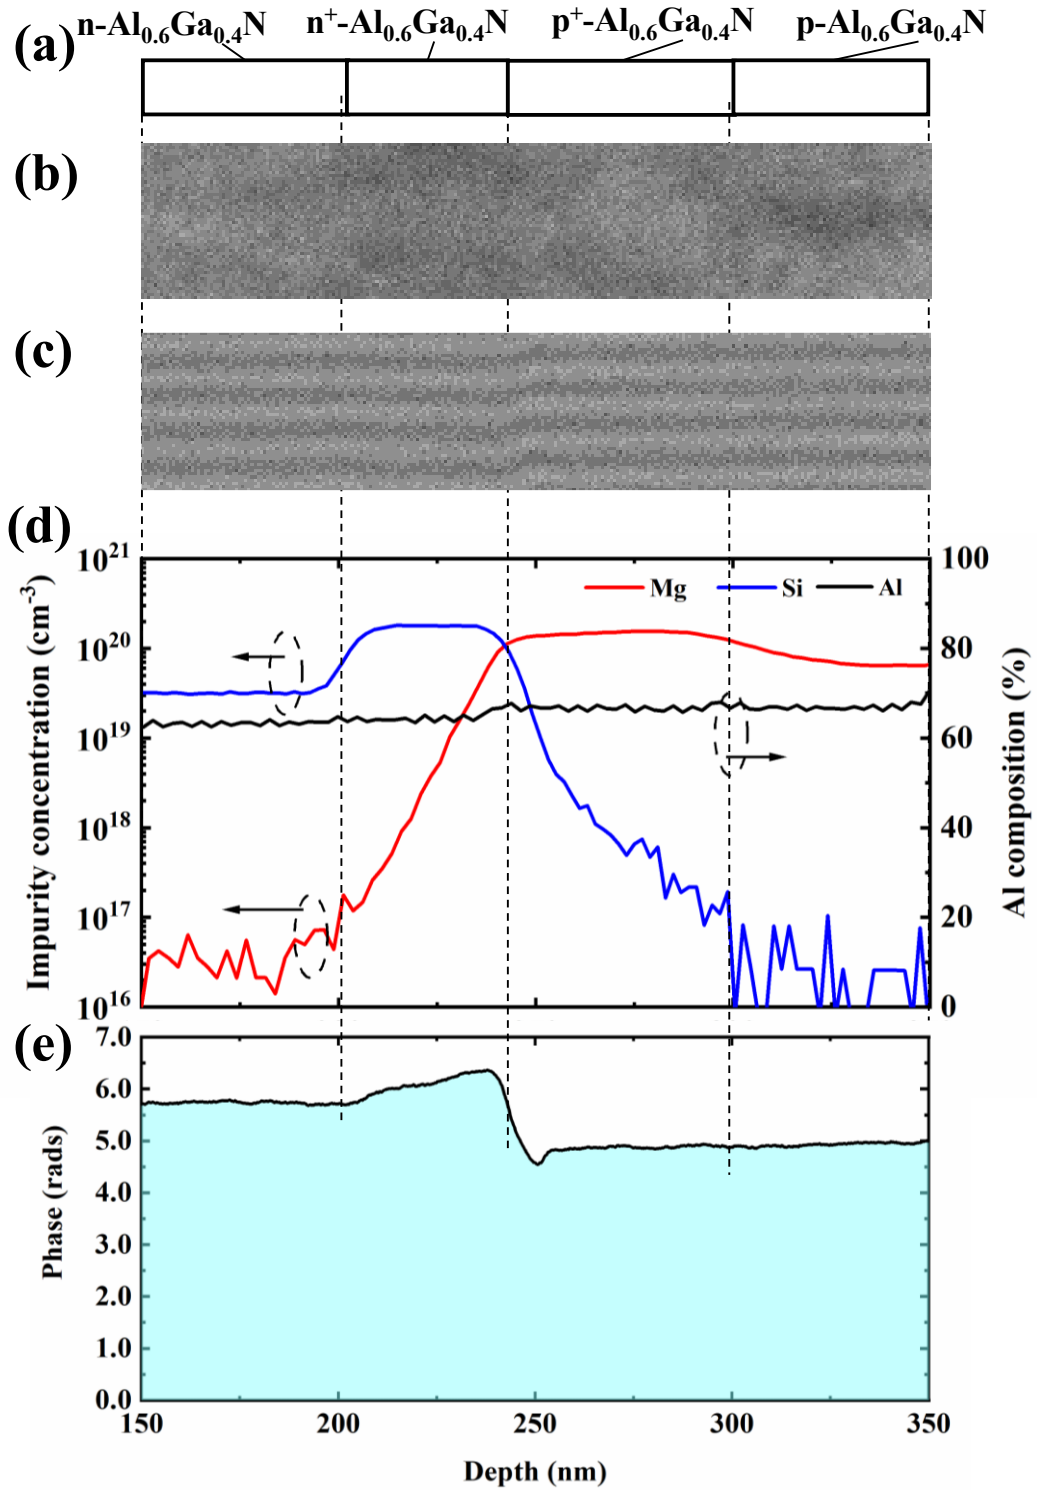 (a)
n-Al0.6Ga0.4N n+-Al0.6Ga0.4N p+-Al0.6Ga0.4N p-Al0.6Ga0.4N
(b)
(c)
(d)
Impurity concentration (cm-3)
10^21
10^20
10^19
10^18
10^17
10^16
Mg Si Al
100
80
60
40
20
0
Al composition (%)
(e)
Phase (rads)
7.0
6.0
5.0
4.0
3.0
2.0
1.0
0.0
150 200 250 300 350
Depth (nm)